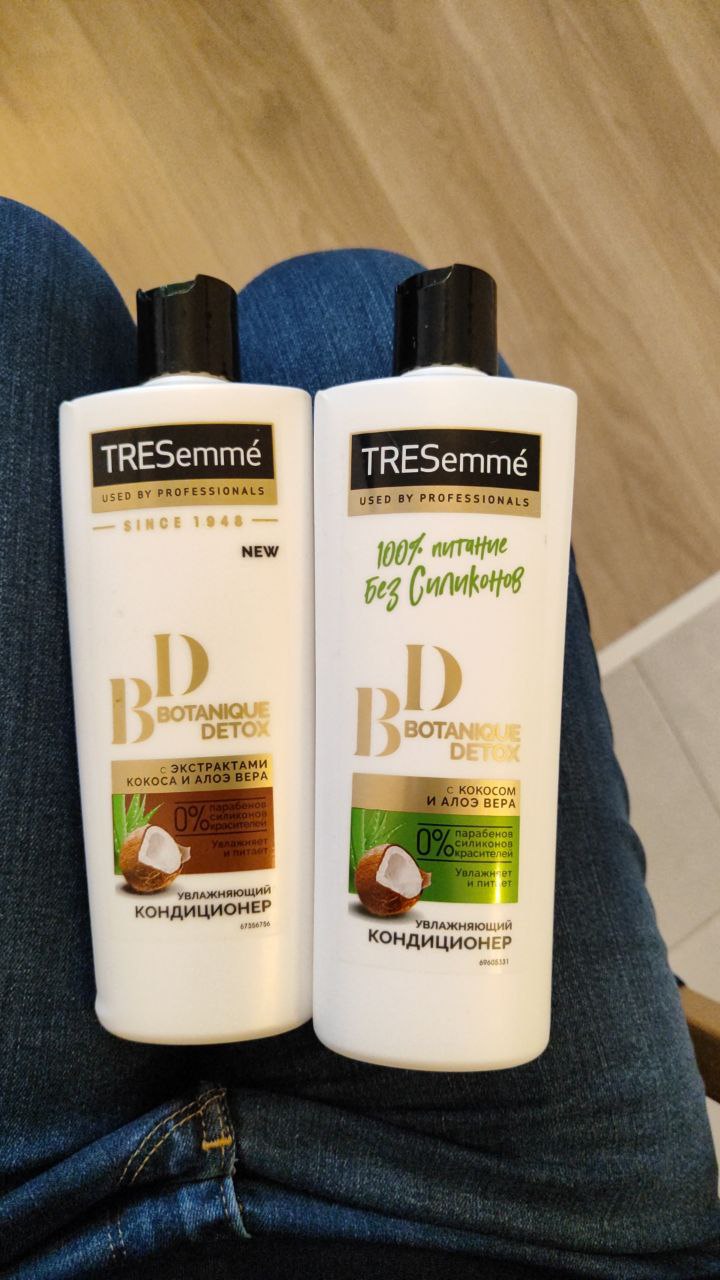 TRESemmé
USED BY PROFESSIONALS
SINCE 1948
NEW
BD
BOTANIQUE
DETOX
С ЭКСТРАКТАМИ
КОКОСА И АЛОЭ ВЕРА
0% парабенов
силиконов
красителей
Увлажняет
и питает
УВЛАЖНЯЮЩИЙ
КОНДИЦИОНЕР
67356756
TRESemmé
USED BY PROFESSIONALS
100% питание
Без Силиконов
BD
BOTANIQUE
DETOX
С КОКОСОМ
И АЛОЭ ВЕРА
0% парабенов
силиконов
красителей
Увлажняет
и питает
УВЛАЖНЯЮЩИЙ
КОНДИЦИОНЕР
69605331